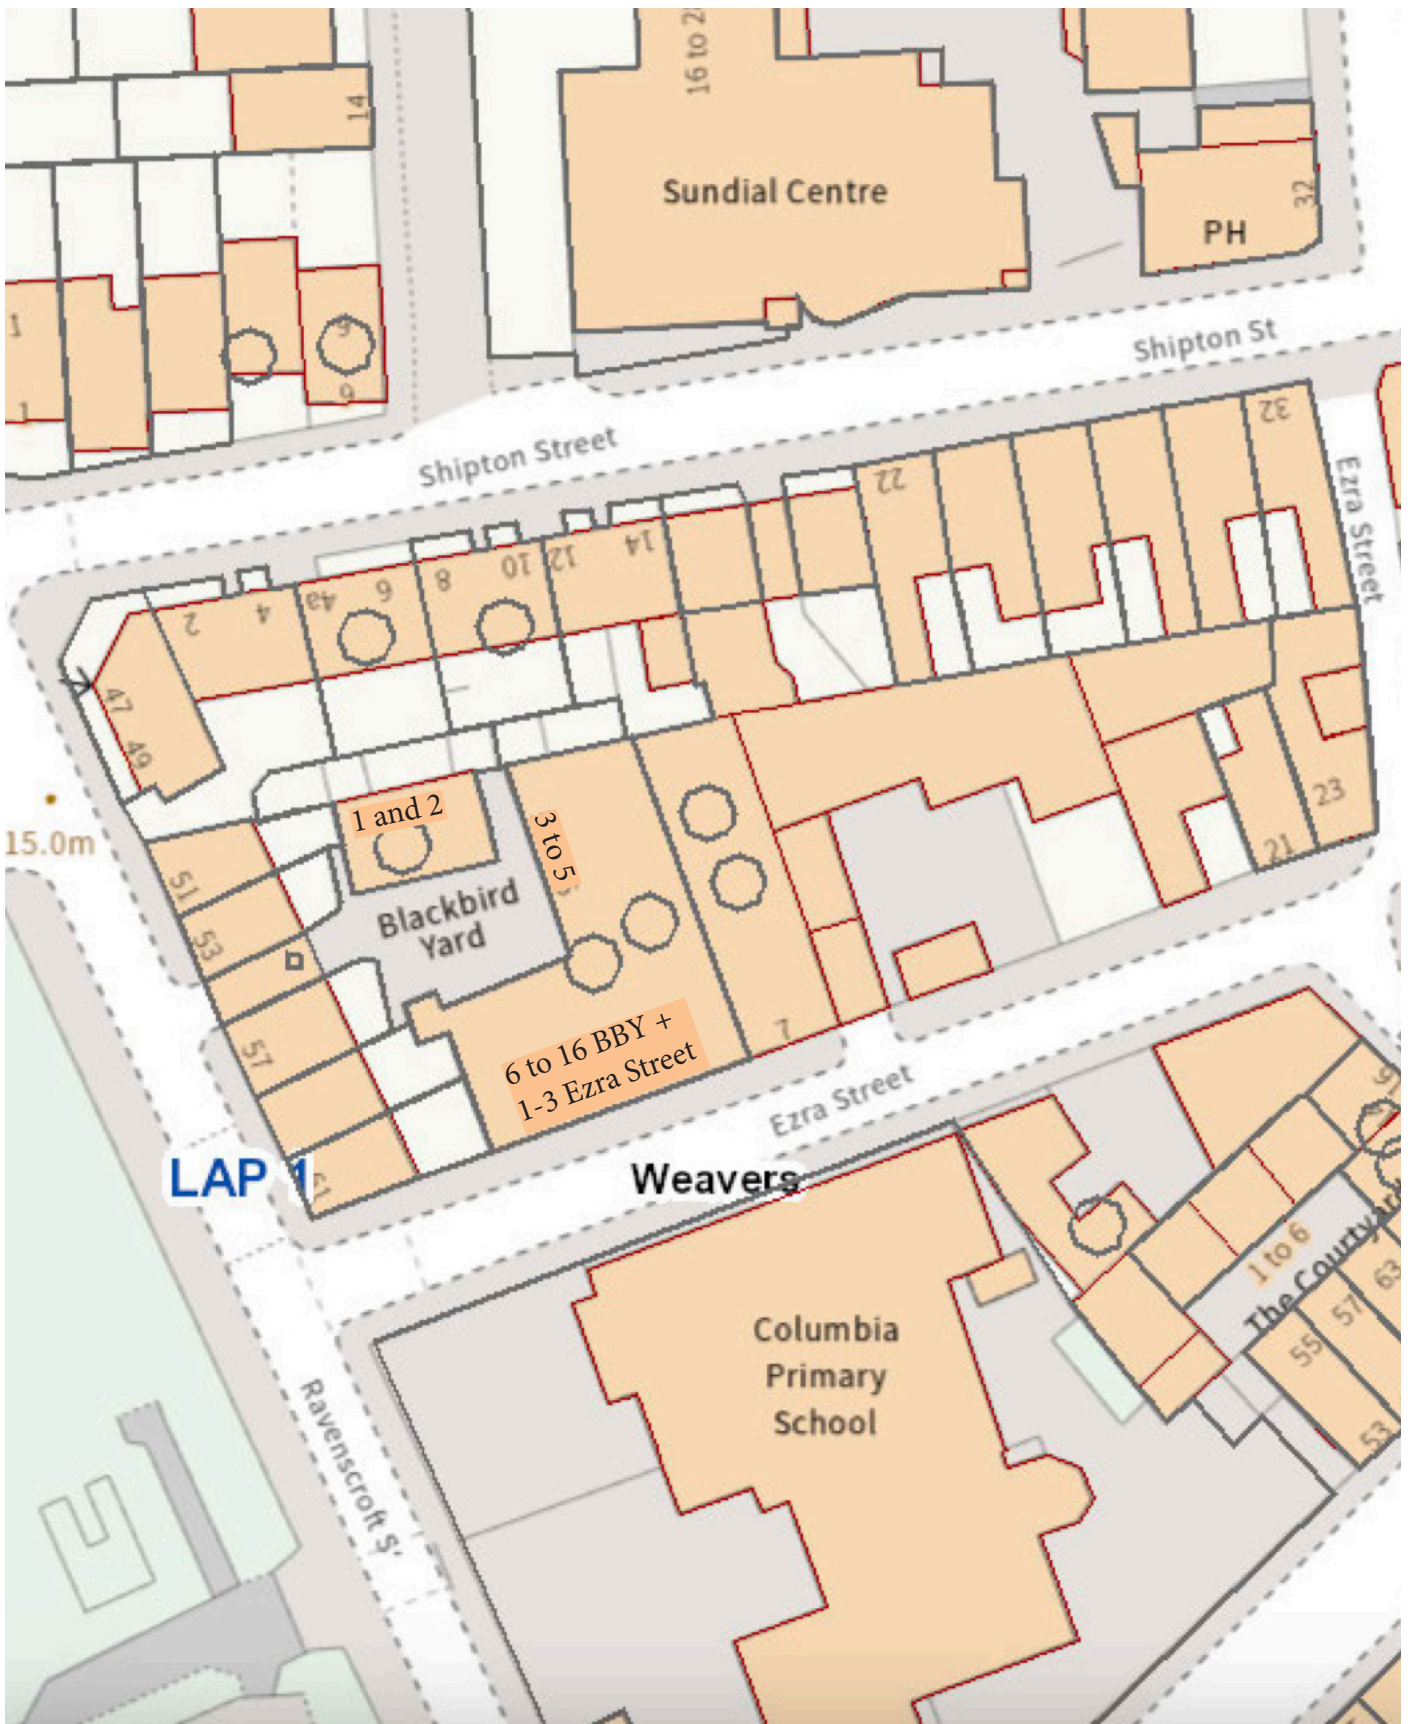 16 to 2
14
Sundial Centre
32
PH
1
9
1
9
Shipton St
Shipton Street
22
32
Ezra Street
2
4
4a
6
8
10
12
14
47
49
15.0m
1 and 2
3 to 5
23
21
51
53
57
61
Blackbird
Yard
6 to 16 BBY +
1-3 Ezra Street
7
Ezra Street
LAP 1
Weavers
1 to 6
The Courtyard
63
57
55
53
Columbia
Primary
School
Ravenscroft S'